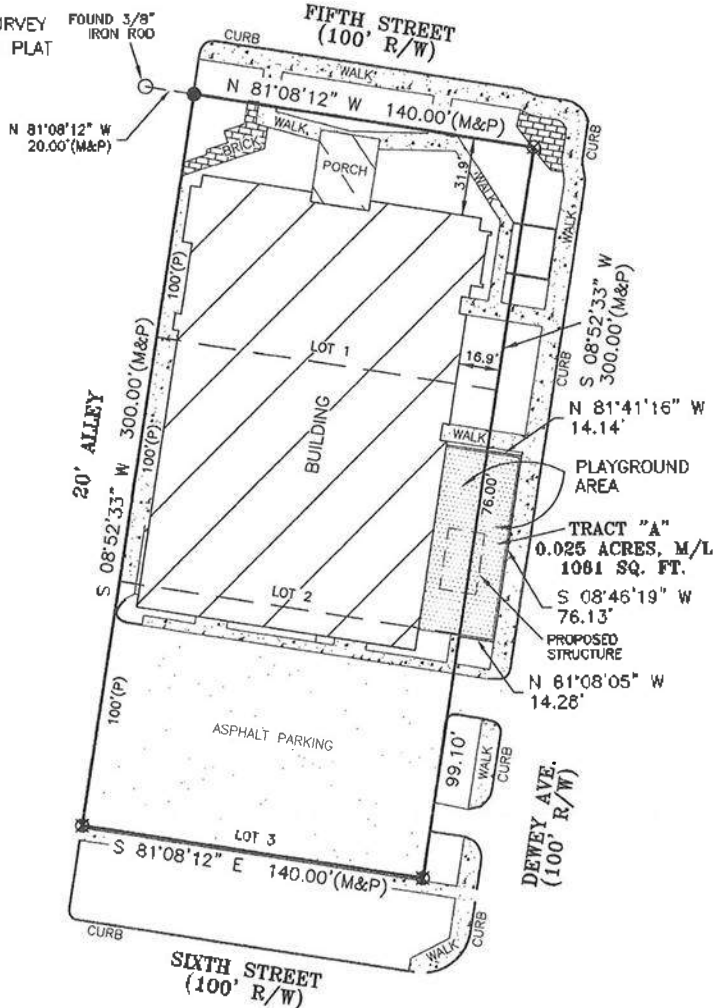 URVEY
PLAT
FOUND 3/8"
IRON ROD
FIFTH STREET
(100' R/W)
CURB
WALK
N 81°08'12" W 140.00'(M&P)
N 81°08'12" W
20.00'(M&P)
CURB
WALK
BRICK
PORCH
31.9'
WALK
WALK
100'(P)
S 08°52'33" W
300.00'(M&P)
LOT 1
16.9'
CURB
20' ALLEY
S 08°52'33" W 300.00'(M&P)
100'(P)
BUILDING
N 81°41'16" W
14.14'
WALK
PLAYGROUND
AREA
76.00'
TRACT "A"
0.025 ACRES, M/L
1081 SQ. FT.
LOT 2
S 08°46'19" W
76.13'
PROPOSED
STRUCTURE
N 81°08'05" W
14.28'
100'(P)
ASPHALT PARKING
99.10'
WALK
CURB
DEWEY AVE.
(100' R/W)
LOT 3
S 81°08'12" E 140.00'(M&P)
CURB
WALK
CURB
SIXTH STREET
(100' R/W)